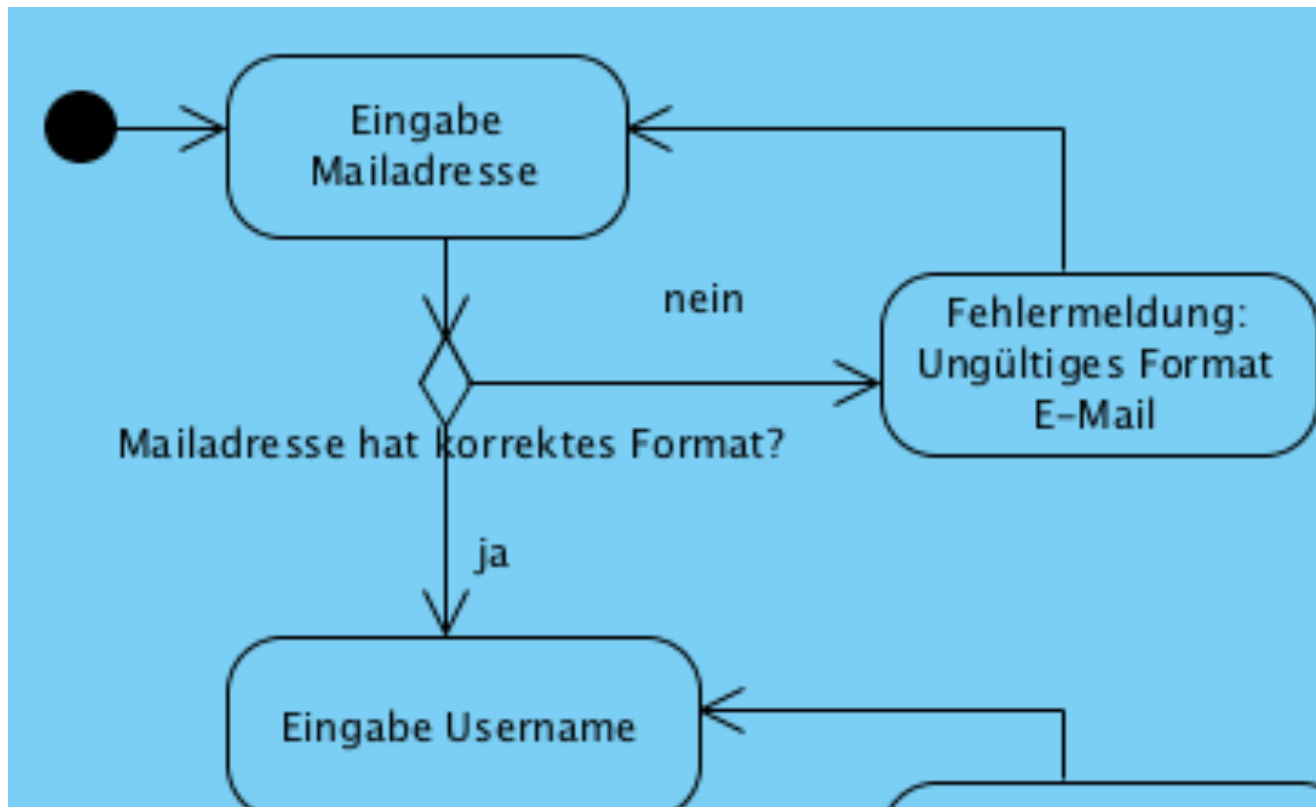 Eingabe
Mailadresse
nein
Fehlermeldung:
Ungültiges Format
E-Mail
Mailadresse hat korrektes Format?
ja
Eingabe Username